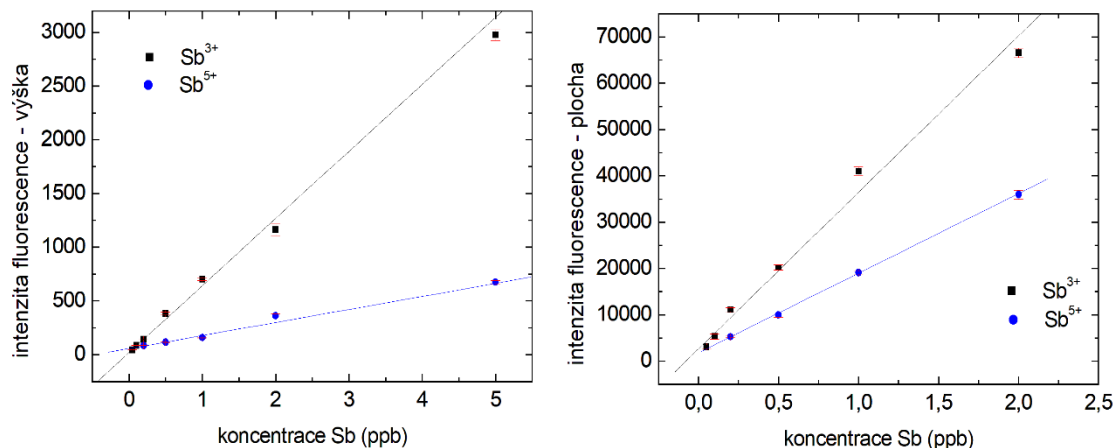 intenzita fluorescence - výška
3000
2500
2000
1500
1000
500
0
Sb³⁺
Sb⁵⁺
0 1 2 3 4 5
koncentrace Sb (ppb)
intenzita fluorescence - plocha
70000
60000
50000
40000
30000
20000
10000
0
Sb³⁺
Sb⁵⁺
0,0 0,5 1,0 1,5 2,0 2,5
koncentrace Sb (ppb)